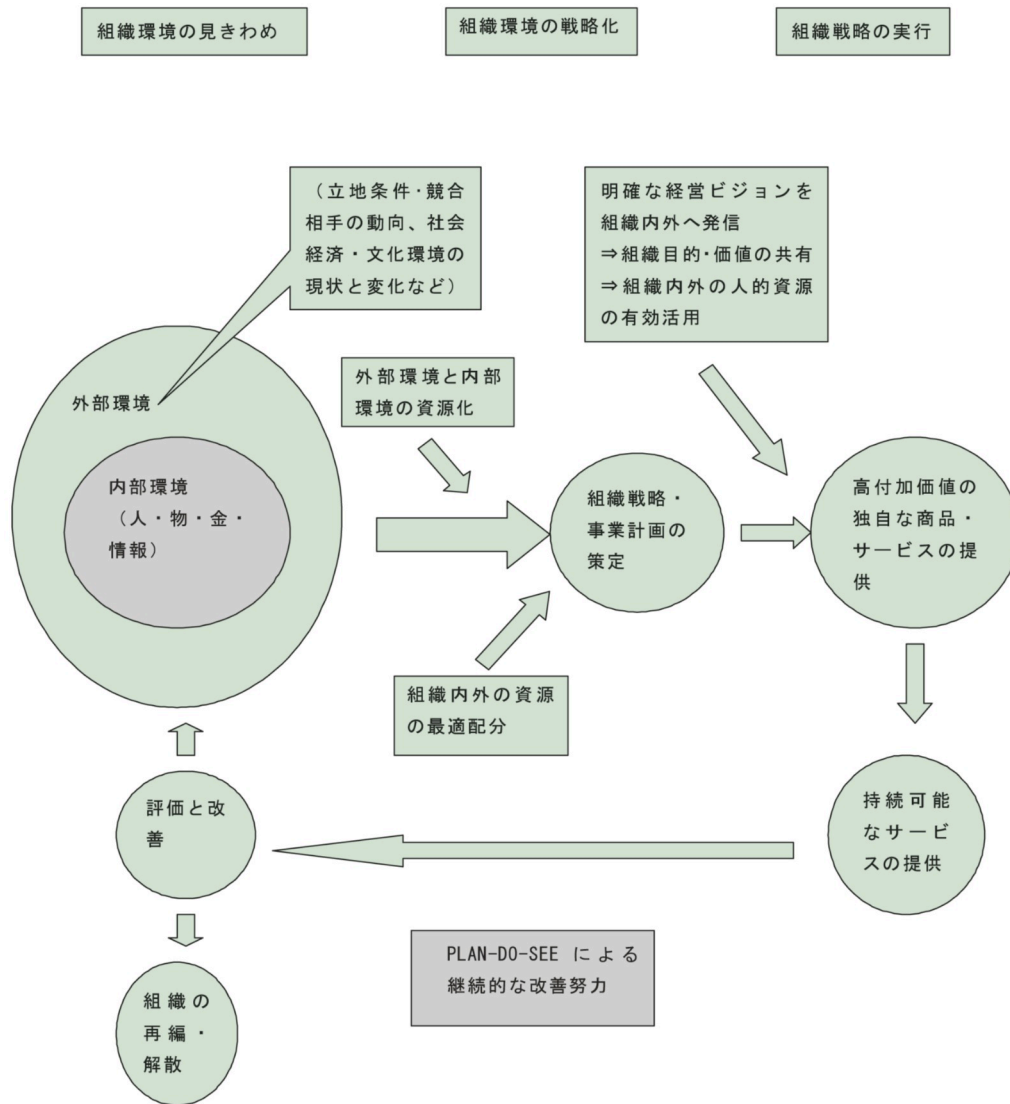 組織環境の見きわめ
組織環境の戦略化
組織戦略の実行
（立地条件・競合
相手の動向、社会
経済・文化環境の
現状と変化など）
明確な経営ビジョンを
組織内外へ発信
⇒組織目的・価値の共有
⇒組織内外の人的資源
の有効活用
外部環境
外部環境と内部
環境の資源化
内部環境
（人・物・金・
情報）
組織戦略・
事業計画の
策定
高付加価値の
独自な商品・
サービスの提
供
組織内外の資源
の最適配分
評価と改
善
持続可能
なサービ
スの提供
PLAN-DO-SEE による
継続的な改善努力
組織の
再編・
解散